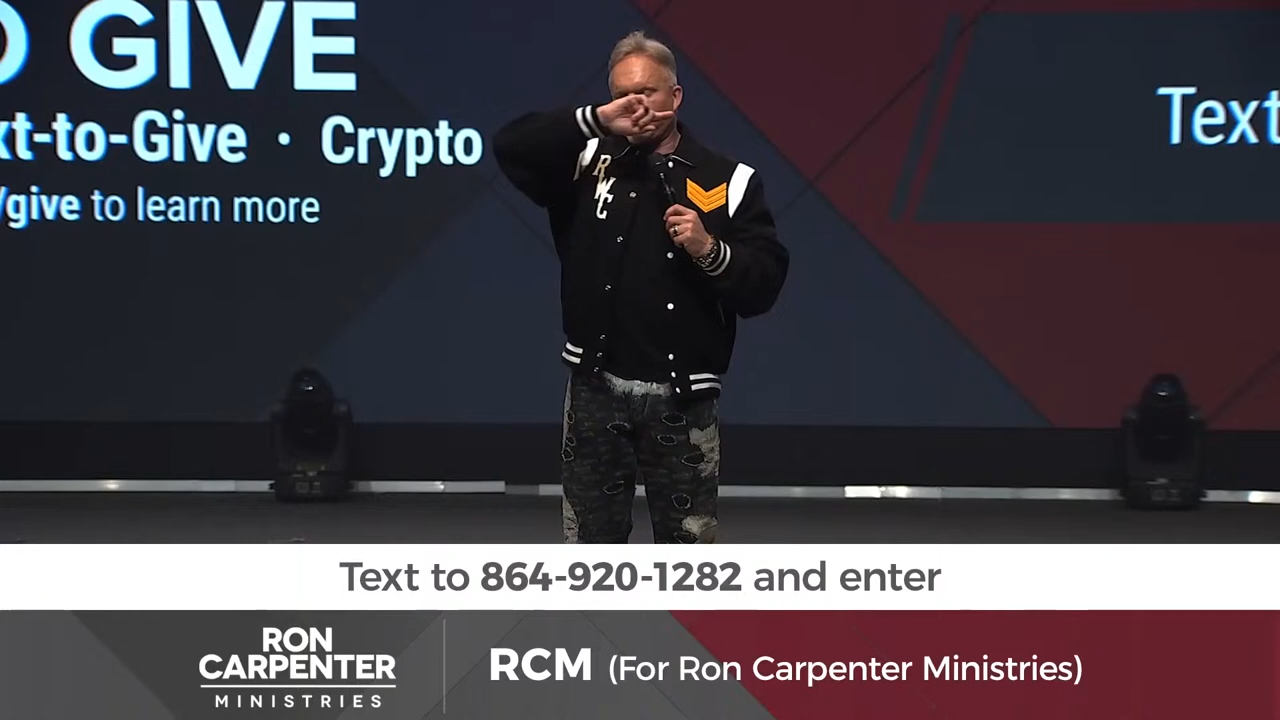 O GIVE
xt-to-Give · Crypto
/give to learn more
Text
RWC
Text to 864-920-1282 and enter
RON
CARPENTER
MINISTRIES
RCM (For Ron Carpenter Ministries)